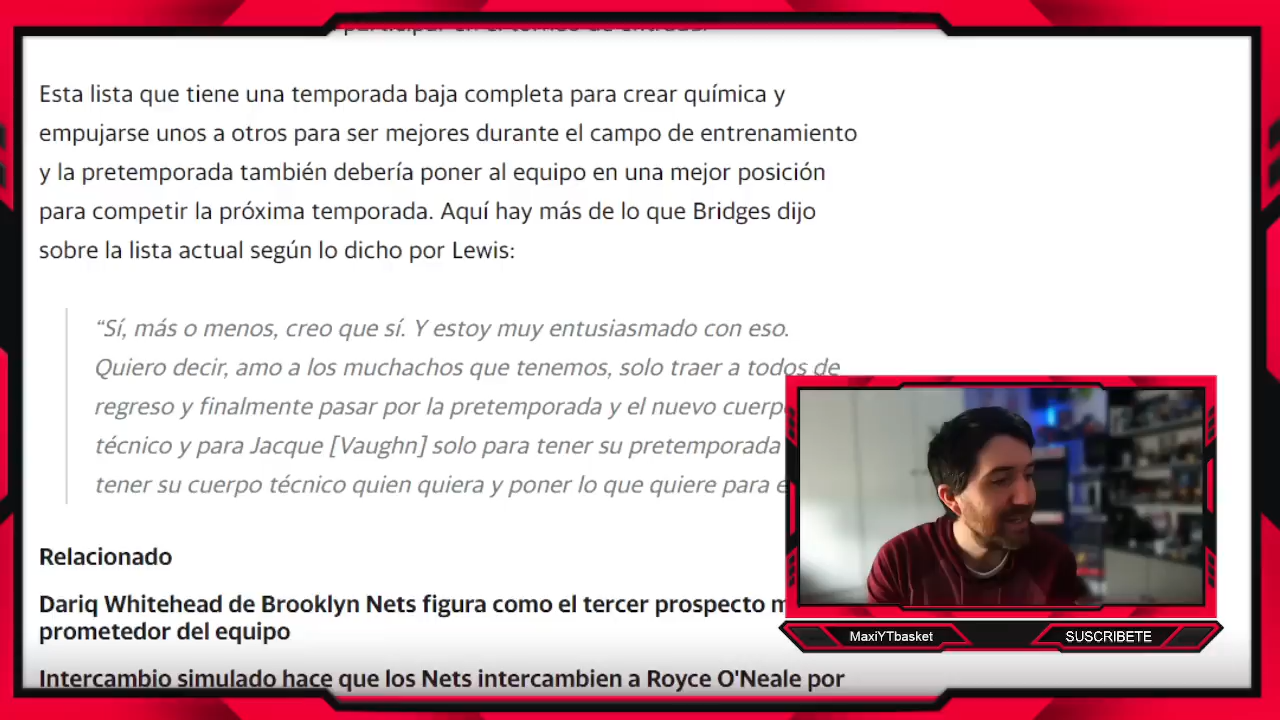 participar en el torneo de entrada.
Esta lista que tiene una temporada baja completa para crear química y
empujarse unos a otros para ser mejores durante el campo de entrenamiento
y la pretemporada también debería poner al equipo en una mejor posición
para competir la próxima temporada. Aquí hay más de lo que Bridges dijo
sobre la lista actual según lo dicho por Lewis:
“Sí, más o menos, creo que sí. Y estoy muy entusiasmado con eso.
Quiero decir, amo a los muchachos que tenemos, solo traer a todos de
regreso y finalmente pasar por la pretemporada y el nuevo
técnico y para Jacque [Vaughn] solo para tener su pretemporada
tener su cuerpo técnico quien quiera y poner lo que quiere para
Relacionado
Dariq Whitehead de Brooklyn Nets figura como el tercer prospecto
prometedor del equipo
Intercambio simulado hace que los Nets intercambien a Royce O'Neale por
MaxiYTbasket
SUSCRIBETE